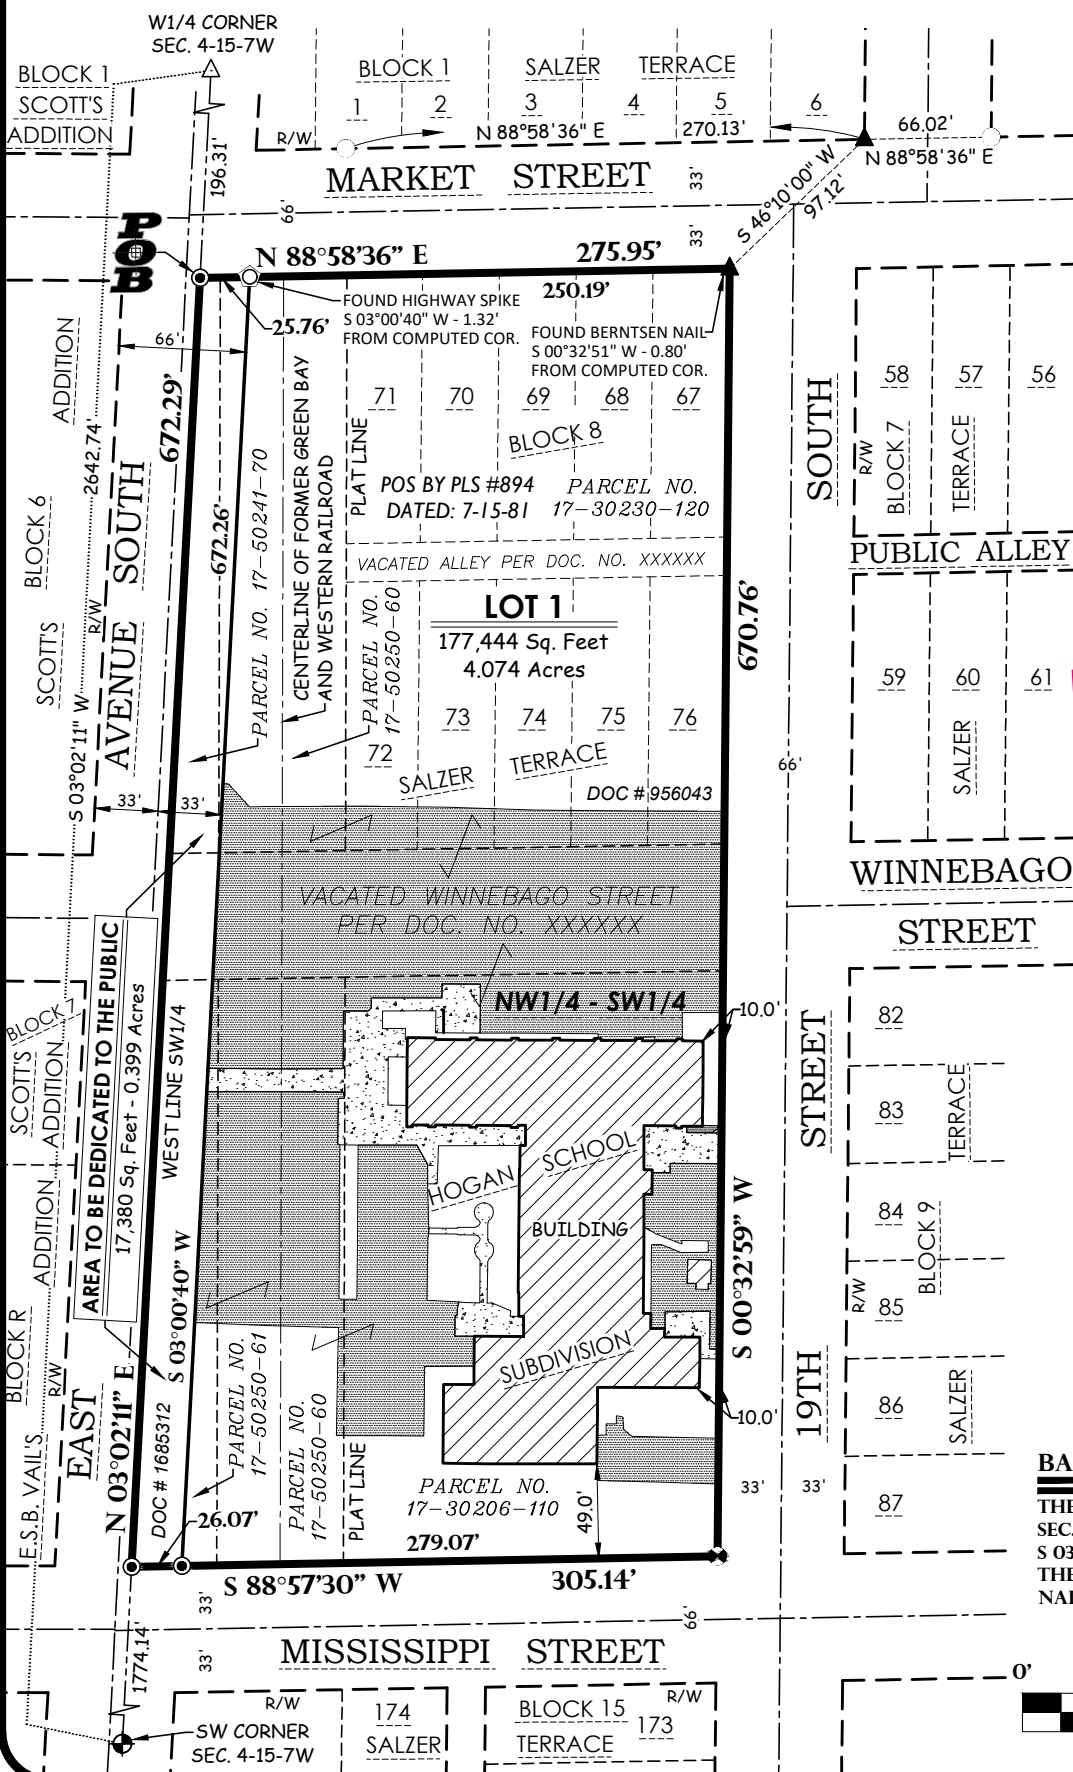 W1/4 CORNER
SEC. 4-15-7W
BLOCK 1
SCOTT'S
ADDITION
BLOCK 1 SALZER TERRACE
1 2 3 4 5 6
R/W
N 88°58'36" E 270.13'
66.02'
N 88°58'36" E
196.31'
MARKET STREET
33'
33'
66'
S 46°10'00" W
97.12'
POB
N 88°58'36" E 275.95'
250.19'
25.76'
FOUND HIGHWAY SPIKE
S 03°00'40" W - 1.32'
FROM COMPUTED COR.
FOUND BERNTSEN NAIL
S 00°32'51" W - 0.80'
FROM COMPUTED COR.
66'
ADDITION
BLOCK 6
SCOTT'S
R/W
2642.74'
S 03°02'11" W
AVENUE SOUTH
672.29'
672.26'
PARCEL NO. 17-50241-70
CENTERLINE OF FORMER GREEN BAY
AND WESTERN RAILROAD
PLAT LINE
71 70 69 68 67
BLOCK 8
POS BY PLS #894
DATED: 7-15-81
PARCEL NO.
17-30230-120
VACATED ALLEY PER DOC. NO. XXXXXX
PARCEL NO.
17-50250-60
LOT 1
177,444 Sq. Feet
4.074 Acres
72 73 74 75 76
SALZER TERRACE
DOC # 956043
670.76'
SOUTH
R/W
58 57 56
BLOCK 7
TERRACE
PUBLIC ALLEY
59 60 61
SALZER
66'
33' 33'
WINNEBAGO
STREET
VACATED WINNEBAGO STREET
PER DOC. NO. XXXXXX
NW1/4 - SW1/4
10.0'
AREA TO BE DEDICATED TO THE PUBLIC
17,380 Sq. Feet - 0.399 Acres
WEST LINE SW1/4
BLOCK 7
SCOTT'S
ADDITION
STREET
82
83
TERRACE
84
BLOCK 9
85
R/W
86
SALZER
87
HOGAN SCHOOL
BUILDING
SUBDIVISION
S 00°32'59" W
10.0'
19TH
ADDITION
BLOCK R
R/W
E.S.B. VAIL'S
EAST
N 03°02'11" E
S 03°00'40" W
DOC # 1685312
PARCEL NO.
17-50250-61
PARCEL NO.
17-50250-60
PLAT LINE
PARCEL NO.
17-30206-110
49.0'
33' 33'
26.07'
279.07'
S 88°57'30" W 305.14'
33'
33'
66'
1774.14'
MISSISSIPPI STREET
R/W
174
SALZER
BLOCK 15
TERRACE
R/W
173
SW CORNER
SEC. 4-15-7W
BA
THE
SEC.
S 03
THE
NAI
0'